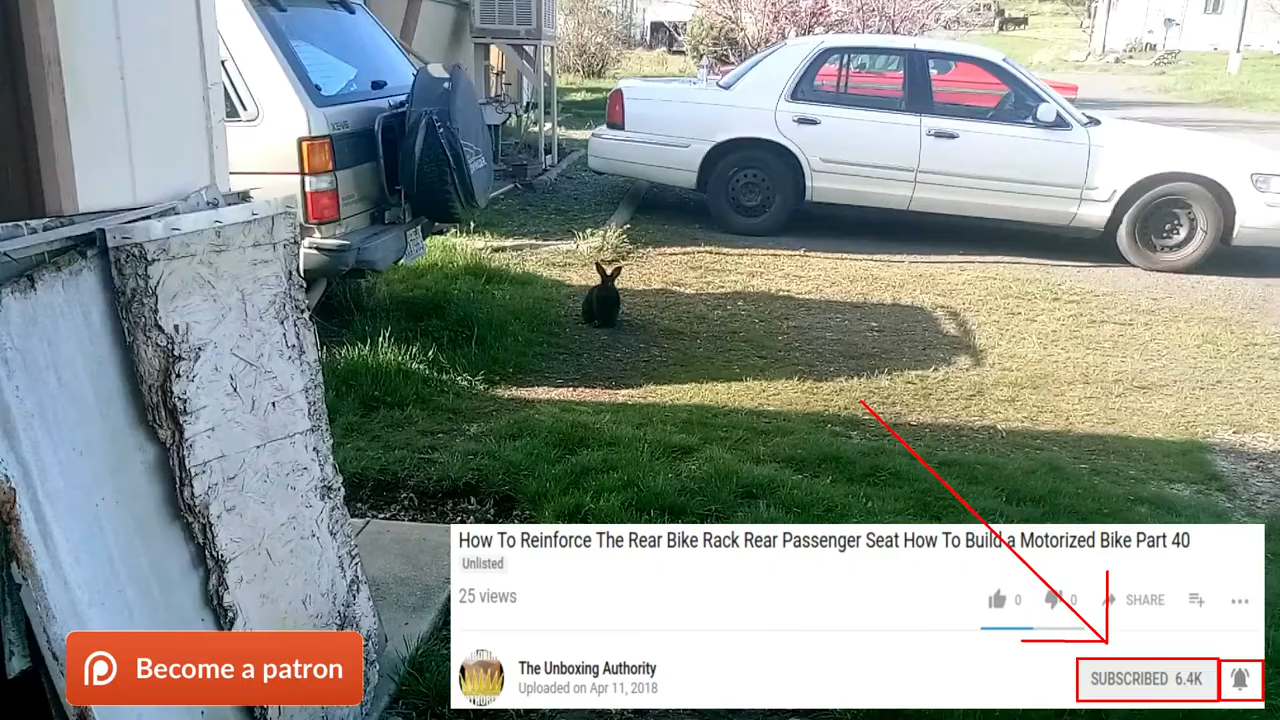 How To Reinforce The Rear Bike Rack Rear Passenger Seat How To Build a Motorized Bike Part 40
Unlisted
25 views
0
0
SHARE
The Unboxing Authority
Uploaded on Apr 11, 2018
SUBSCRIBED 6.4K
Become a patron